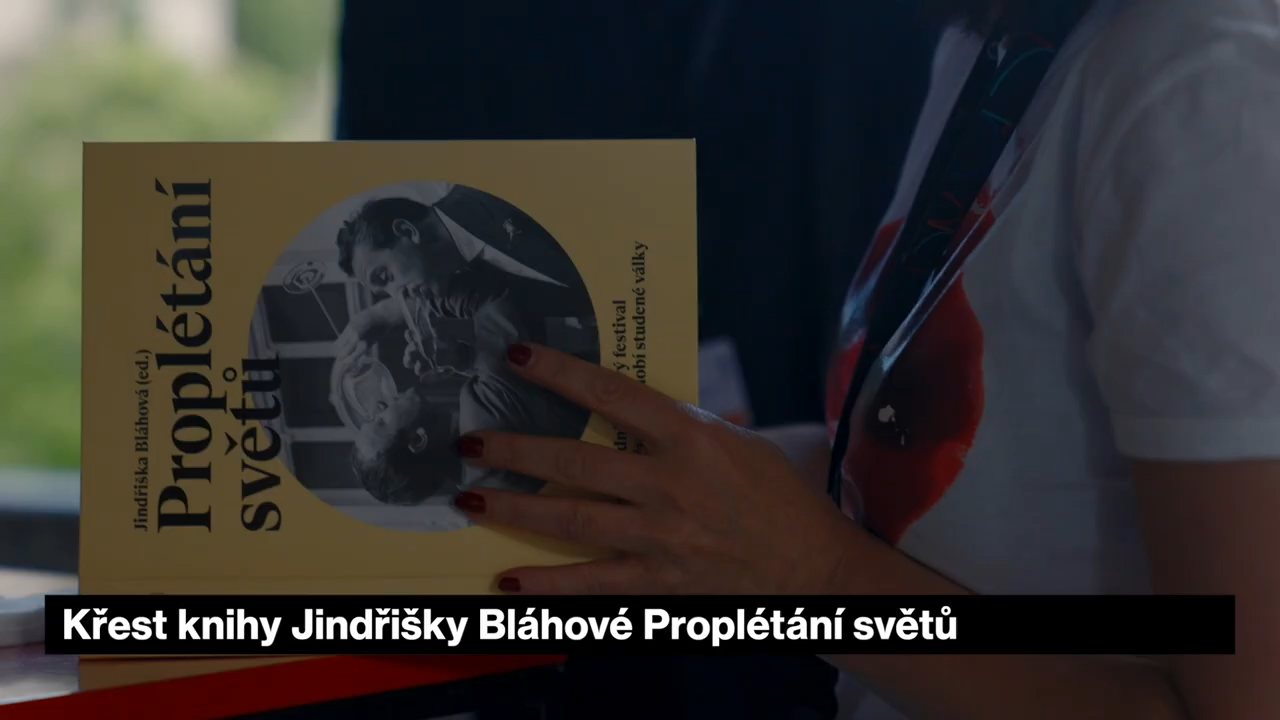 Jindřiška Bláhová (ed.)
Proplétání
světů
festival
studené války
Křest knihy Jindřišky Bláhové Proplétání světů